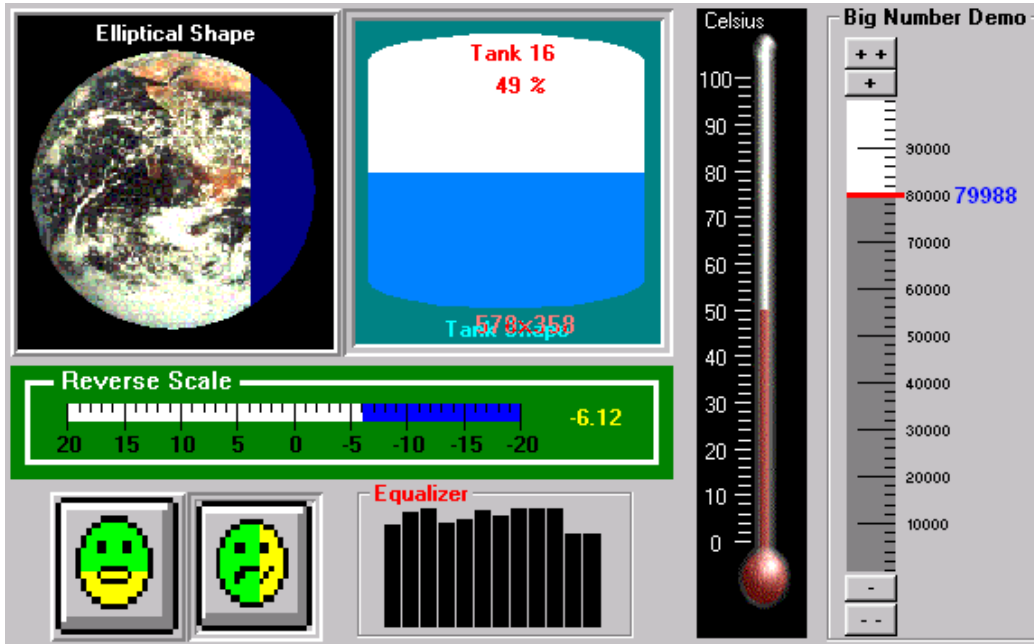 Elliptical Shape
Tank 16
49 %
578x358
Tank Shape
Reverse Scale
20 15 10 5 0 -5 -10 -15 -20
-6.12
Equalizer
Celsius
100
90
80
70
60
50
40
30
20
10
0
Big Number Demo
+ +
+
90000
80000 79988
70000
60000
50000
40000
30000
20000
10000
-
- -